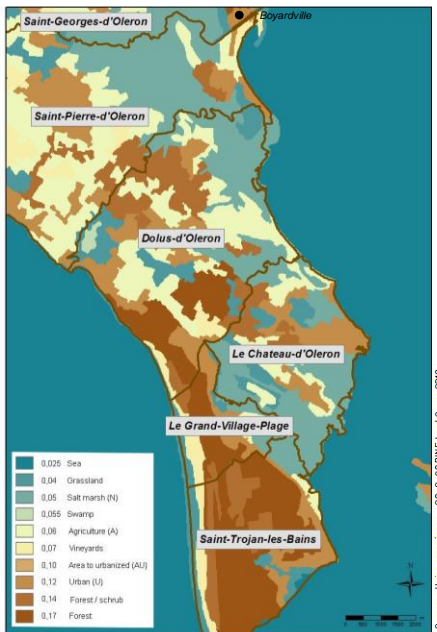 Saint-Georges-d'Oleron
Boyardville
Saint-Pierre-d'Oleron
Dolus-d'Oleron
Le Chateau-d'Oleron
Le Grand-Village-Plage
Saint-Trojan-les-Bains
0,025 Sea
0,04 Grassland
0,05 Salt marsh (N)
0,055 Swamp
0,06 Agriculture (A)
0,07 Vineyards
0,10 Area to urbanized (AU)
0,12 Urban (U)
0,14 Forest / schrub
0,17 Forest
N